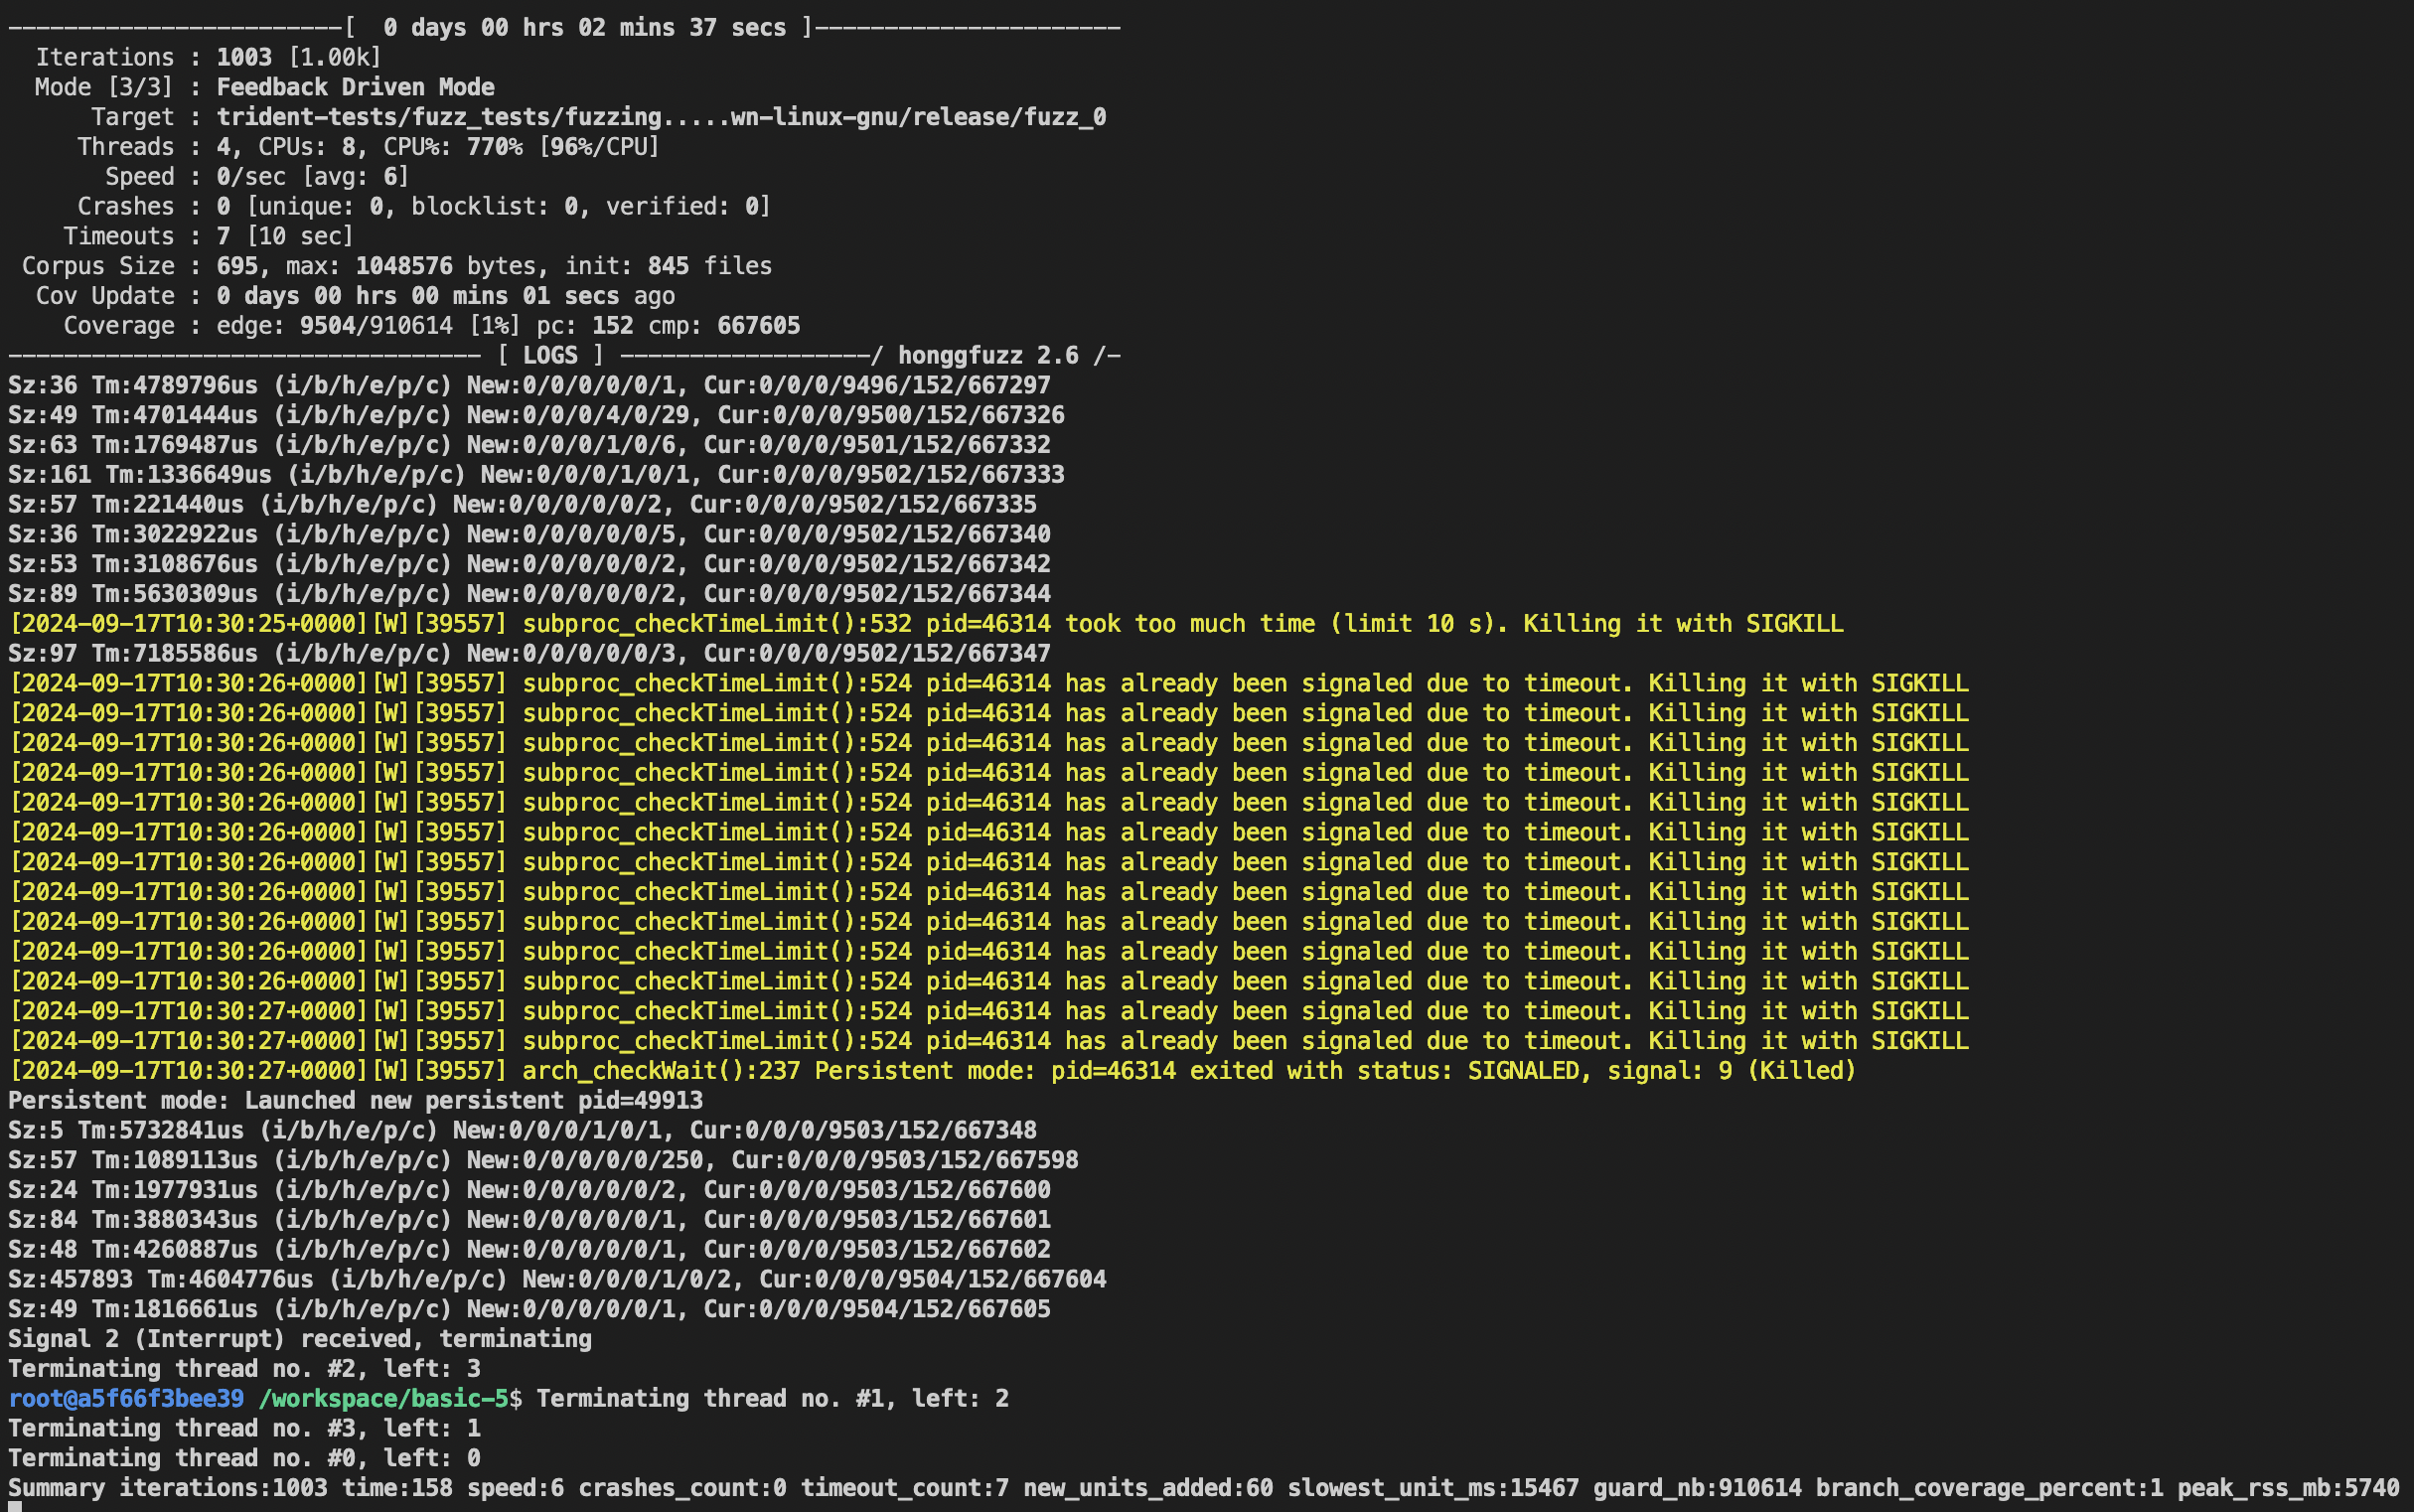 ------------------------[  0 days 00 hrs 02 mins 37 secs ]----------------------
  Iterations : 1003 [1.00k]
  Mode [3/3] : Feedback Driven Mode
      Target : trident-tests/fuzz_tests/fuzzing.....wn-linux-gnu/release/fuzz_0
     Threads : 4, CPUs: 8, CPU%: 770% [96%/CPU]
       Speed : 0/sec [avg: 6]
     Crashes : 0 [unique: 0, blocklist: 0, verified: 0]
    Timeouts : 7 [10 sec]
 Corpus Size : 695, max: 1048576 bytes, init: 845 files
  Cov Update : 0 days 00 hrs 00 mins 01 secs ago
    Coverage : edge: 9504/910614 [1%] pc: 152 cmp: 667605
---------------------------------- [ LOGS ] ------------------/ honggfuzz 2.6 /-
Sz:36 Tm:4789796us (i/b/h/e/p/c) New:0/0/0/0/0/1, Cur:0/0/0/9496/152/667297
Sz:49 Tm:4701444us (i/b/h/e/p/c) New:0/0/0/4/0/29, Cur:0/0/0/9500/152/667326
Sz:63 Tm:1769487us (i/b/h/e/p/c) New:0/0/0/1/0/6, Cur:0/0/0/9501/152/667332
Sz:161 Tm:1336649us (i/b/h/e/p/c) New:0/0/0/1/0/1, Cur:0/0/0/9502/152/667333
Sz:57 Tm:221440us (i/b/h/e/p/c) New:0/0/0/0/0/2, Cur:0/0/0/9502/152/667335
Sz:36 Tm:3022922us (i/b/h/e/p/c) New:0/0/0/0/0/5, Cur:0/0/0/9502/152/667340
Sz:53 Tm:3108676us (i/b/h/e/p/c) New:0/0/0/0/0/2, Cur:0/0/0/9502/152/667342
Sz:89 Tm:5630309us (i/b/h/e/p/c) New:0/0/0/0/0/2, Cur:0/0/0/9502/152/667344
[2024-09-17T10:30:25+0000][W][39557] subproc_checkTimeLimit():532 pid=46314 took too much time (limit 10 s). Killing it with SIGKILL
Sz:97 Tm:7185586us (i/b/h/e/p/c) New:0/0/0/0/0/3, Cur:0/0/0/9502/152/667347
[2024-09-17T10:30:26+0000][W][39557] subproc_checkTimeLimit():524 pid=46314 has already been signaled due to timeout. Killing it with SIGKILL
[2024-09-17T10:30:26+0000][W][39557] subproc_checkTimeLimit():524 pid=46314 has already been signaled due to timeout. Killing it with SIGKILL
[2024-09-17T10:30:26+0000][W][39557] subproc_checkTimeLimit():524 pid=46314 has already been signaled due to timeout. Killing it with SIGKILL
[2024-09-17T10:30:26+0000][W][39557] subproc_checkTimeLimit():524 pid=46314 has already been signaled due to timeout. Killing it with SIGKILL
[2024-09-17T10:30:26+0000][W][39557] subproc_checkTimeLimit():524 pid=46314 has already been signaled due to timeout. Killing it with SIGKILL
[2024-09-17T10:30:26+0000][W][39557] subproc_checkTimeLimit():524 pid=46314 has already been signaled due to timeout. Killing it with SIGKILL
[2024-09-17T10:30:26+0000][W][39557] subproc_checkTimeLimit():524 pid=46314 has already been signaled due to timeout. Killing it with SIGKILL
[2024-09-17T10:30:26+0000][W][39557] subproc_checkTimeLimit():524 pid=46314 has already been signaled due to timeout. Killing it with SIGKILL
[2024-09-17T10:30:26+0000][W][39557] subproc_checkTimeLimit():524 pid=46314 has already been signaled due to timeout. Killing it with SIGKILL
[2024-09-17T10:30:26+0000][W][39557] subproc_checkTimeLimit():524 pid=46314 has already been signaled due to timeout. Killing it with SIGKILL
[2024-09-17T10:30:26+0000][W][39557] subproc_checkTimeLimit():524 pid=46314 has already been signaled due to timeout. Killing it with SIGKILL
[2024-09-17T10:30:27+0000][W][39557] subproc_checkTimeLimit():524 pid=46314 has already been signaled due to timeout. Killing it with SIGKILL
[2024-09-17T10:30:27+0000][W][39557] subproc_checkTimeLimit():524 pid=46314 has already been signaled due to timeout. Killing it with SIGKILL
[2024-09-17T10:30:27+0000][W][39557] arch_checkWait():237 Persistent mode: pid=46314 exited with status: SIGNALED, signal: 9 (Killed)
Persistent mode: Launched new persistent pid=49913
Sz:5 Tm:5732841us (i/b/h/e/p/c) New:0/0/0/1/0/1, Cur:0/0/0/9503/152/667348
Sz:57 Tm:1089113us (i/b/h/e/p/c) New:0/0/0/0/0/250, Cur:0/0/0/9503/152/667598
Sz:24 Tm:1977931us (i/b/h/e/p/c) New:0/0/0/0/0/2, Cur:0/0/0/9503/152/667600
Sz:84 Tm:3880343us (i/b/h/e/p/c) New:0/0/0/0/0/1, Cur:0/0/0/9503/152/667601
Sz:48 Tm:4260887us (i/b/h/e/p/c) New:0/0/0/0/0/1, Cur:0/0/0/9503/152/667602
Sz:457893 Tm:4604776us (i/b/h/e/p/c) New:0/0/0/1/0/2, Cur:0/0/0/9504/152/667604
Sz:49 Tm:1816661us (i/b/h/e/p/c) New:0/0/0/0/0/1, Cur:0/0/0/9504/152/667605
Signal 2 (Interrupt) received, terminating
Terminating thread no. #2, left: 3
root@a5f66f3bee39 /workspace/basic-5$ Terminating thread no. #1, left: 2
Terminating thread no. #3, left: 1
Terminating thread no. #0, left: 0
Summary iterations:1003 time:158 speed:6 crashes_count:0 timeout_count:7 new_units_added:60 slowest_unit_ms:15467 guard_nb:910614 branch_coverage_percent:1 peak_rss_mb:5740